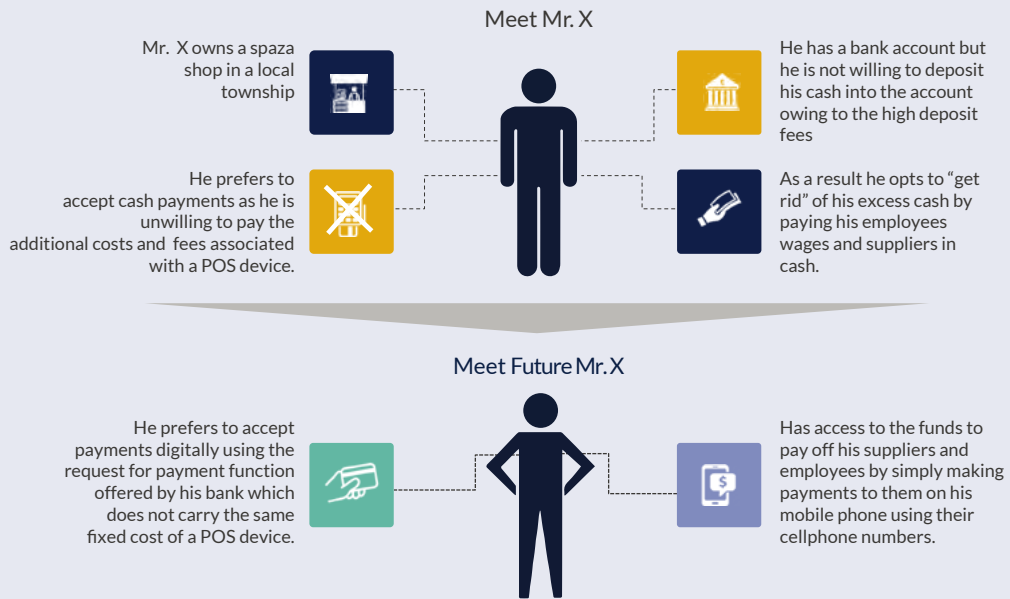 Meet Mr. X
Mr. X owns a spaza
shop in a local
township
He has a bank account but
he is not willing to deposit
his cash into the account
owing to the high deposit
fees
He prefers to
accept cash payments as he is
unwilling to pay the
additional costs and fees associated
with a POS device.
As a result he opts to “get
rid” of his excess cash by
paying his employees
wages and suppliers in
cash.
Meet Future Mr. X
He prefers to accept
payments digitally using the
request for payment function
offered by his bank which
does not carry the same
fixed cost of a POS device.
$
Has access to the funds to
pay off his suppliers and
employees by simply making
payments to them on his
mobile phone using their
cellphone numbers.